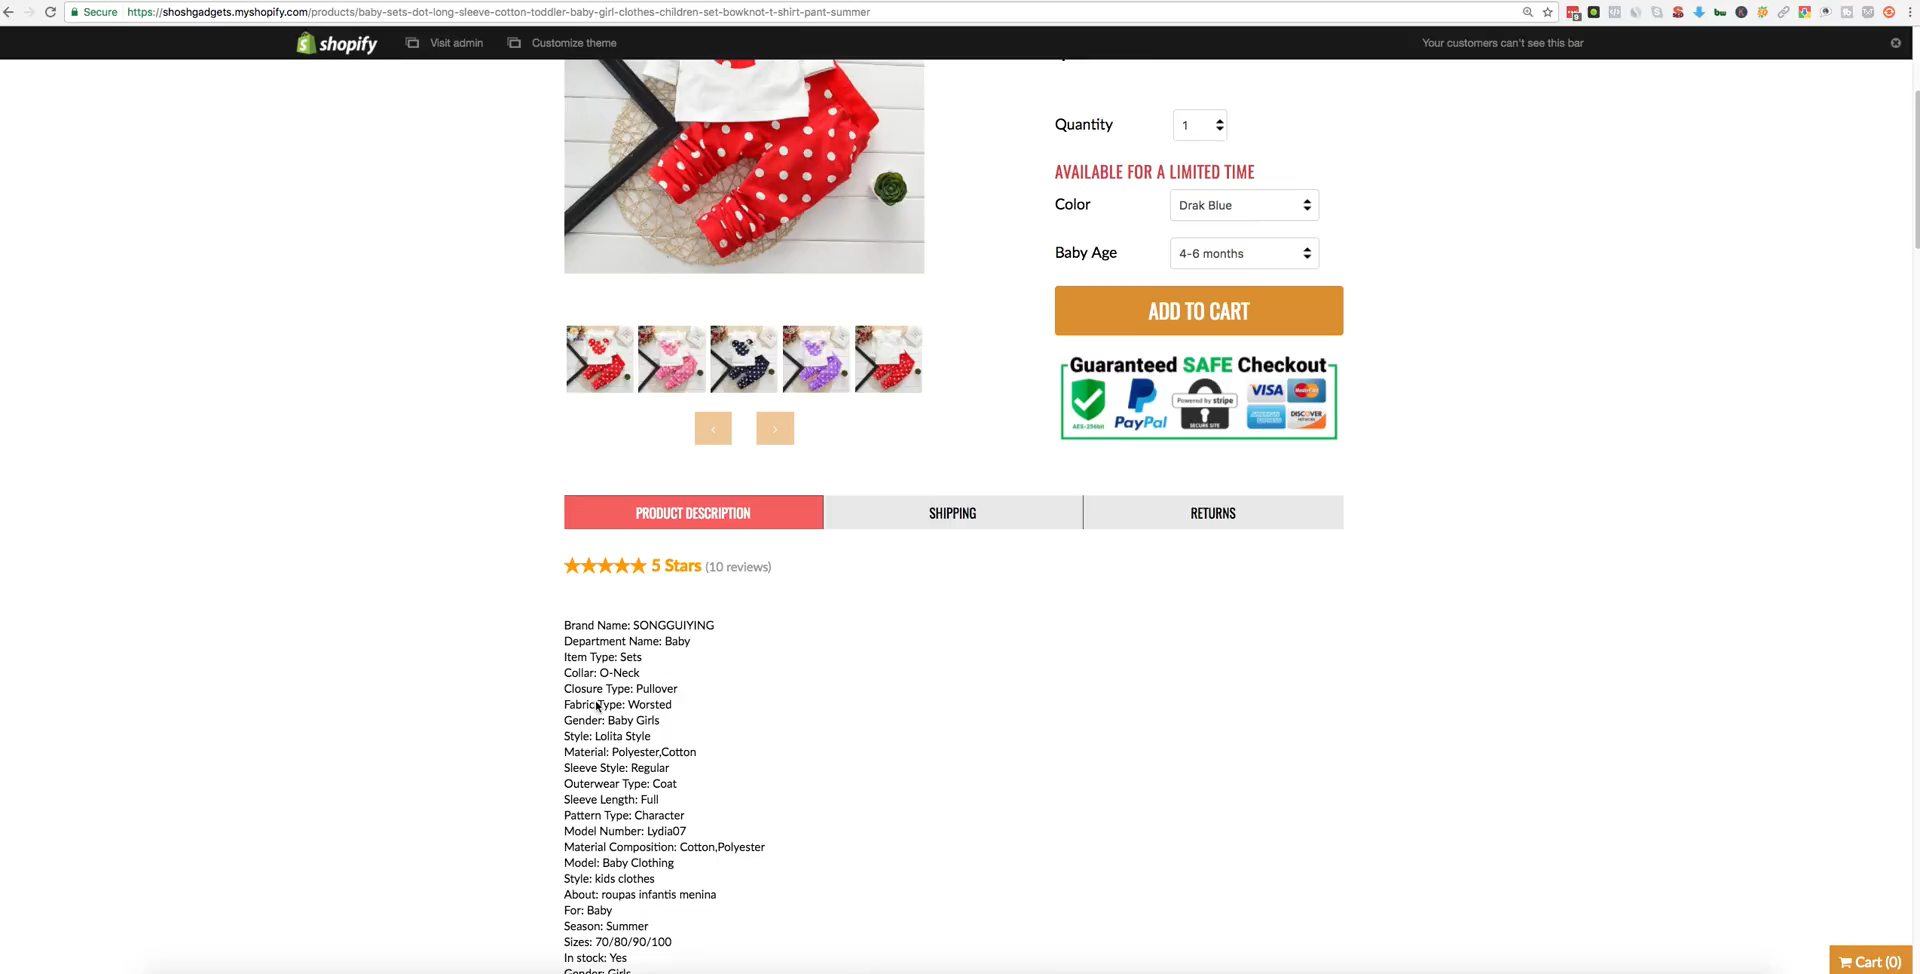 Secure https://shoshgadgets.myshopify.com/products/baby-sets-dot-long-sleeve-cotton-toddler-baby-girl-clothes-children-set-bowknot-t-shirt-pant-summer
shopify Visit admin Customize theme Your customers can't see this bar
Quantity 1
AVAILABLE FOR A LIMITED TIME
Color Drak Blue
Baby Age 4-6 months
ADD TO CART
Guaranteed SAFE Checkout
AES-256bit PayPal Powered by stripe SECURE SITE VISA MasterCard DISCOVER
PRODUCT DESCRIPTION SHIPPING RETURNS
5 Stars (10 reviews)
Brand Name: SONGGUIYING
Department Name: Baby
Item Type: Sets
Collar: O-Neck
Closure Type: Pullover
Fabric Type: Worsted
Gender: Baby Girls
Style: Lolita Style
Material: Polyester,Cotton
Sleeve Style: Regular
Outerwear Type: Coat
Sleeve Length: Full
Pattern Type: Character
Model Number: Lydia07
Material Composition: Cotton,Polyester
Model: Baby Clothing
Style: kids clothes
About: roupas infantis menina
For: Baby
Season: Summer
Sizes: 70/80/90/100
In stock: Yes
Gender: Girls
Cart (0)